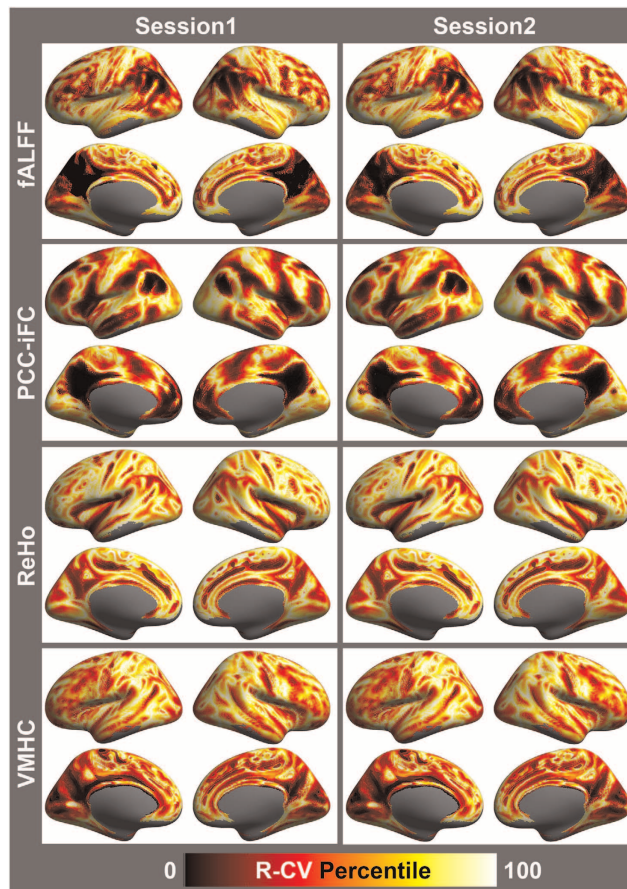 Session1
Session2
fALFF
PCC-iFC
ReHo
VMHC
0 R-CV Percentile 100